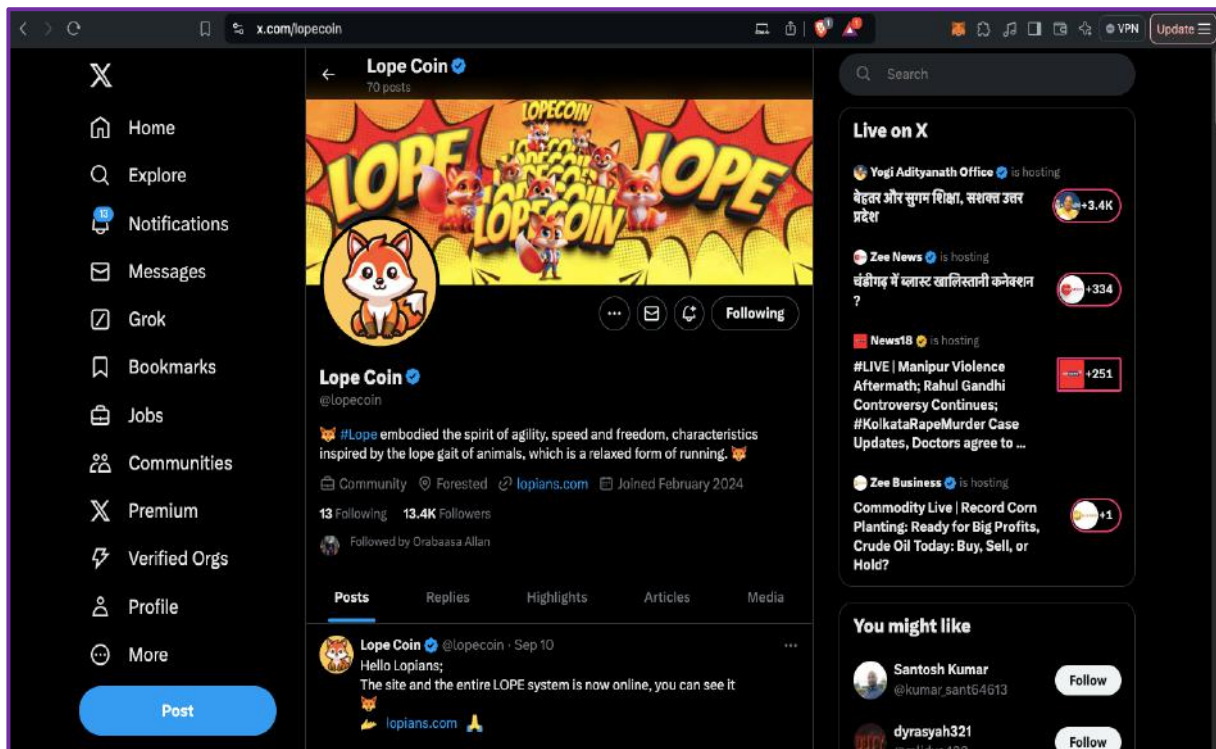 x.com/lopecoin
1
VPN
Update
Home
Explore
13
Notifications
Messages
Grok
Bookmarks
Jobs
Communities
Premium
Verified Orgs
Profile
More
Post
Lope Coin
70 posts
LOPE
LOPECOIN
LOPE
LOPECOIN
Following
Lope Coin
@lopecoin
#Lope embodied the spirit of agility, speed and freedom, characteristics
inspired by the lope gait of animals, which is a relaxed form of running.
Community Forested lopians.com Joined February 2024
13 Following 13.4K Followers
Followed by Orabaasa Allan
Posts Replies Highlights Articles Media
Lope Coin @lopecoin · Sep 10
Hello Lopians;
The site and the entire LOPE system is now online, you can see it
lopians.com
Search
Live on X
Yogi Adityanath Office is hosting
बेहतर और सुगम शिक्षा, सशक्त उत्तर
प्रदेश
+3.4K
Zee News is hosting
चंडीगढ़ में ब्लास्ट खालिस्तानी कनेक्शन
?
+334
News18 is hosting
#LIVE | Manipur Violence
Aftermath; Rahul Gandhi
Controversy Continues;
#KolkataRapeMurder Case
Updates, Doctors agree to ...
+251
Zee Business is hosting
Commodity Live | Record Corn
Planting: Ready for Big Profits,
Crude Oil Today: Buy, Sell, or
Hold?
+1
You might like
Santosh Kumar
@kumar_sant64613
Follow
dyrasyah321
Follow